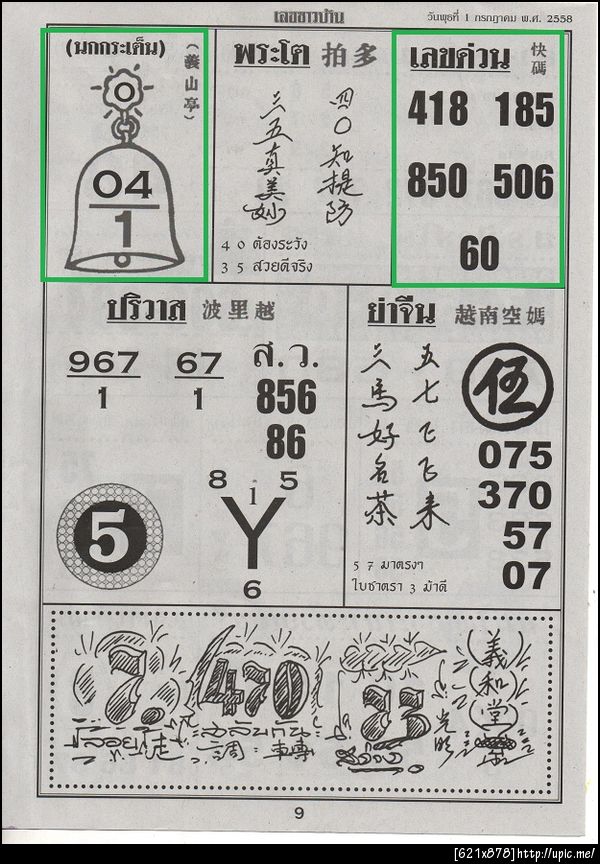 เลขชาวบ้าน
วันพุธที่ 1 กรกฎาคม พ.ศ. 2558
(นกกระเต็น)
(義山亭)
0
04
1
พระโต 拍多
四〇知提防
三五真美妙
4 0 ต้องระวัง
3 5 สวยดีจริง
เลขด่วน 快碼
418 185
850 506
60
ปริวาส 波里越
967
1
67
1
ส.ว.
856
86
5
8 1 5
Y
6
ย่าจีน 越南空媽
五七飞飞来
三馬好名茶
伍
075
370
57
07
5 7 มาตรงๆ
ใบชาตรา 3 ม้าดี
7.
470
23
義和堂
9
[621x878]http://upic.me/